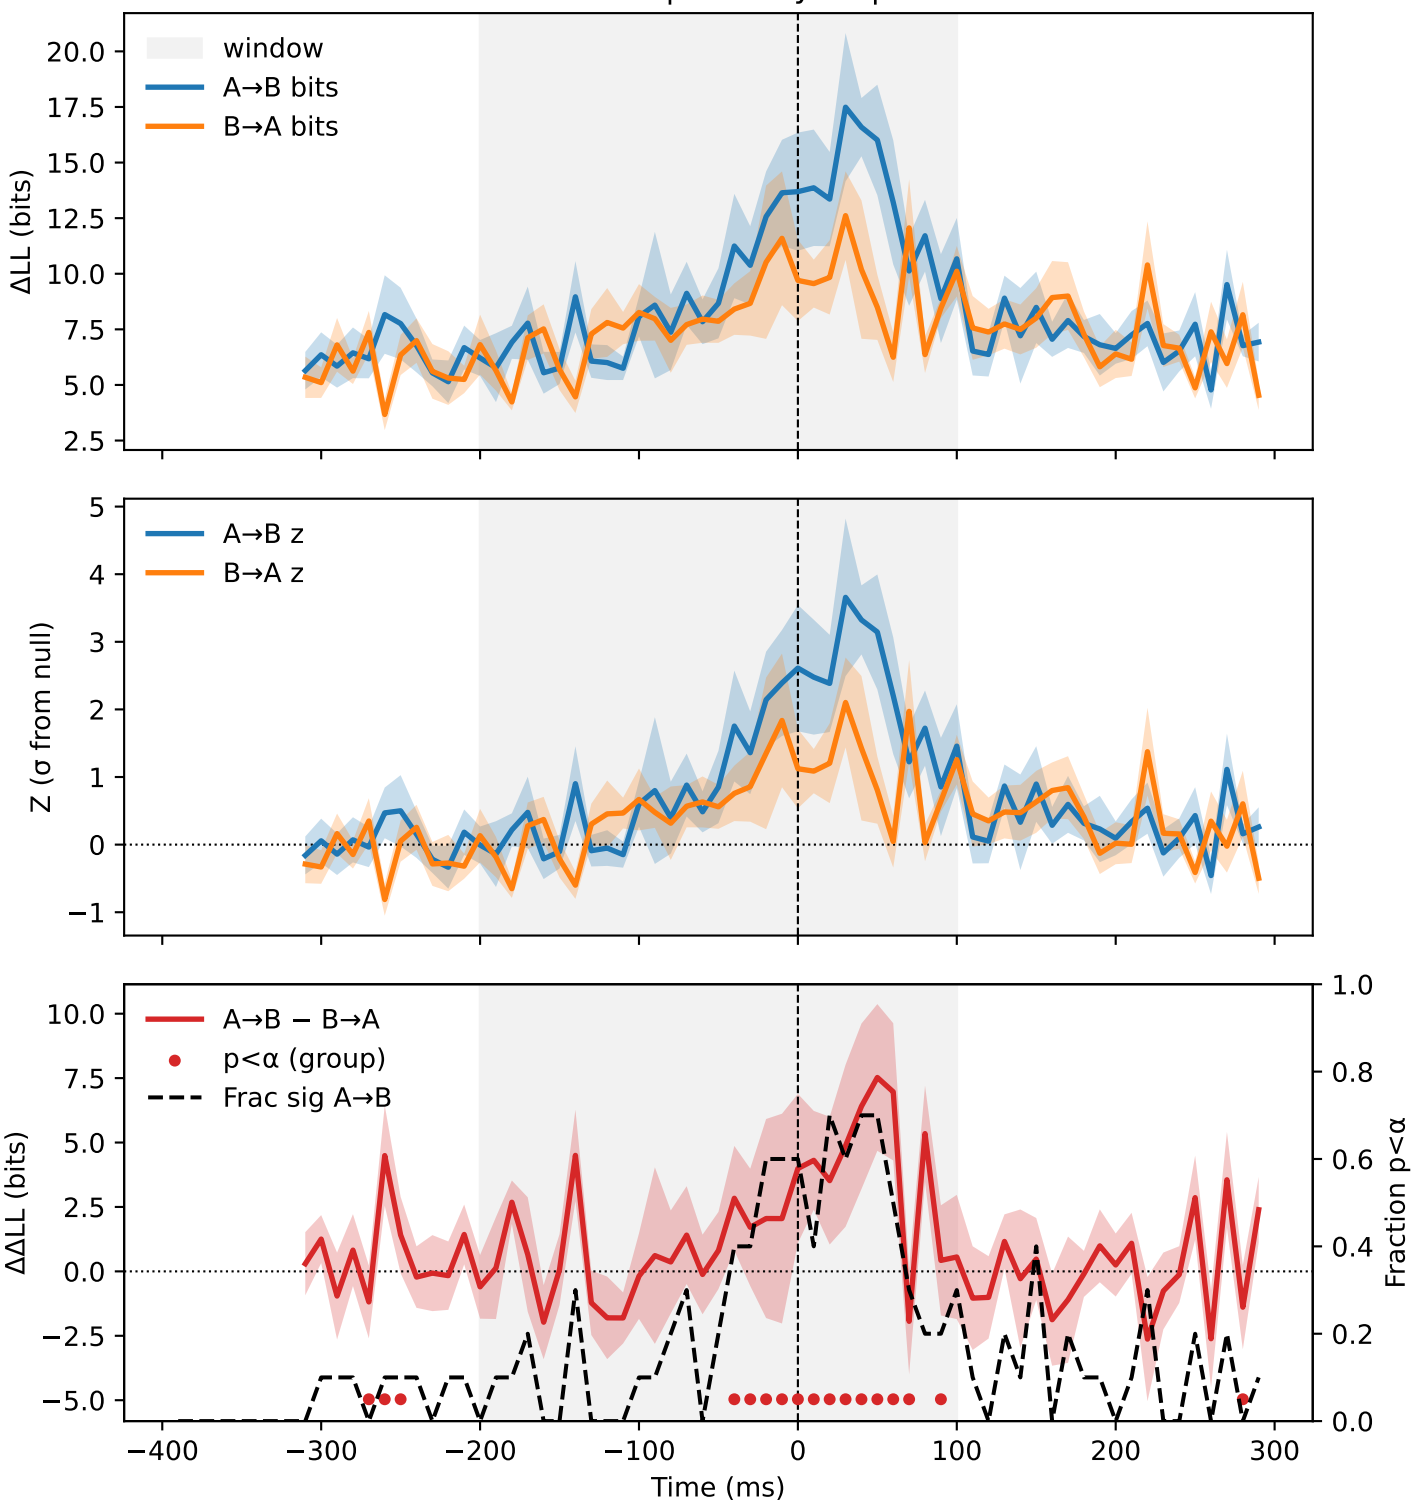 20.0
17.5
15.0
12.5
10.0
7.5
5.0
2.5
ΔLL (bits)
window
A→B bits
B→A bits
5
4
3
2
1
0
−1
Z (σ from null)
A→B z
B→A z
10.0
7.5
5.0
2.5
0.0
−2.5
−5.0
ΔΔLL (bits)
A→B − B→A
p<α (group)
Frac sig A→B
1.0
0.8
0.6
0.4
0.2
0.0
Fraction p<α
−400 −300 −200 −100 0 100 200 300
Time (ms)